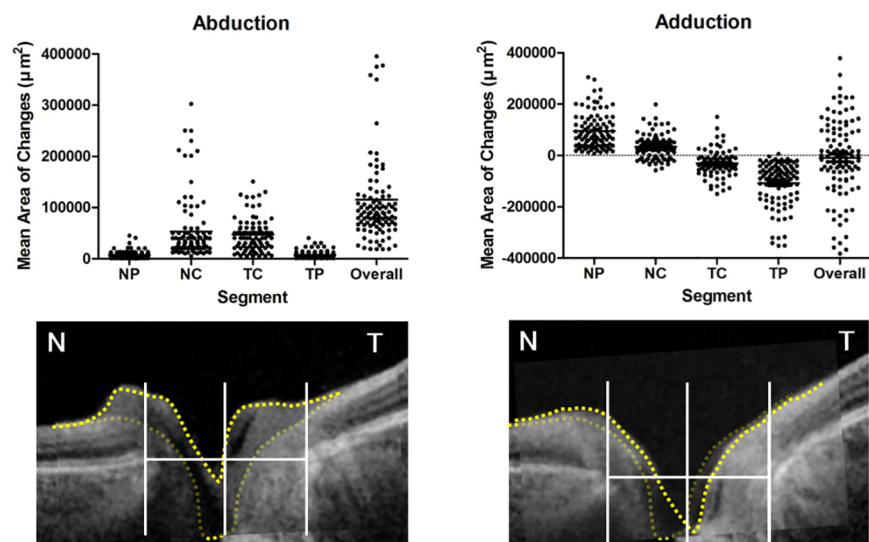 Abduction
Mean Area of Changes (μm²)
400000
300000
200000
100000
0
NP NC TC TP Overall
Segment
Adduction
Mean Area of Changes (μm²)
400000
200000
0
-200000
-400000
NP NC TC TP Overall
Segment
N T
N T